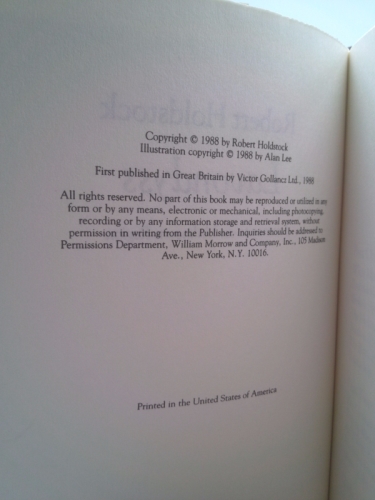 Copyright © 1988 by Robert Holdstock
Illustration copyright © 1988 by Alan Lee
First published in Great Britain by Victor Gollancz Ltd., 1988
All rights reserved. No part of this book may be reproduced or utilized in any
form or by any means, electronic or mechanical, including photocopying,
recording or by any information storage and retrieval system, without
permission in writing from the Publisher. Inquiries should be addressed to
Permissions Department, William Morrow and Company, Inc., 105 Madison
Ave., New York, N.Y. 10016.
Printed in the United States of America